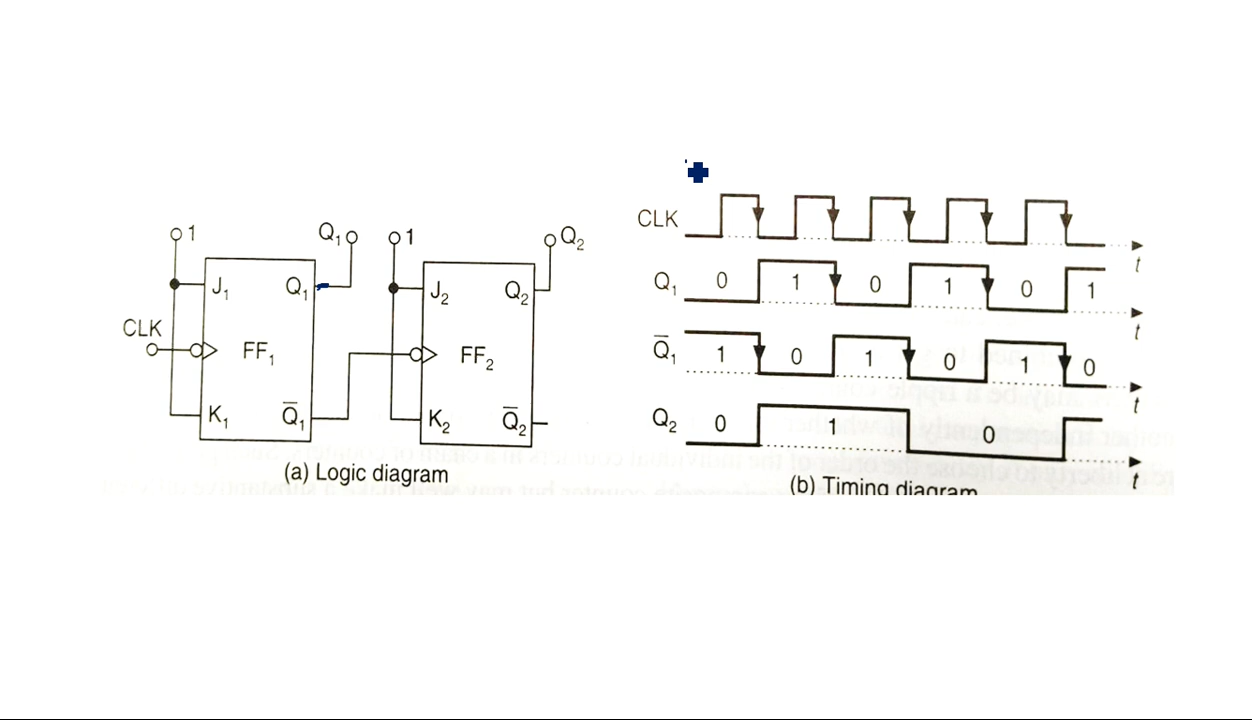 1
Q₁
1
Q₂
J₁
Q₁
J₂
Q₂
CLK
FF₁
FF₂
K₁
Q̅₁
K₂
Q̅₂
(a) Logic diagram
CLK
t
Q₁
0 1 0 1 0 1
t
Q̅₁
1 0 1 0 1 0
t
Q₂
0 1 0
t
(b) Timing diagram